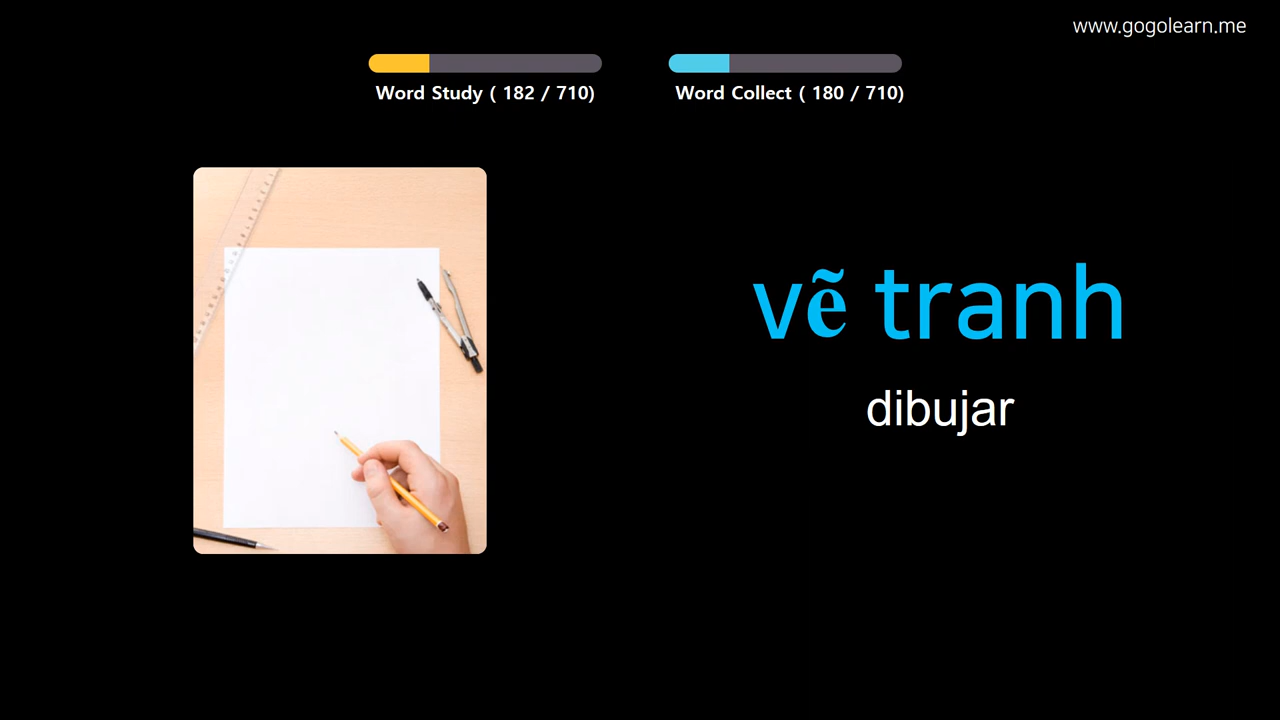 www.gogolearn.me
Word Study ( 182 / 710)
Word Collect ( 180 / 710)
vẽ tranh
dibujar